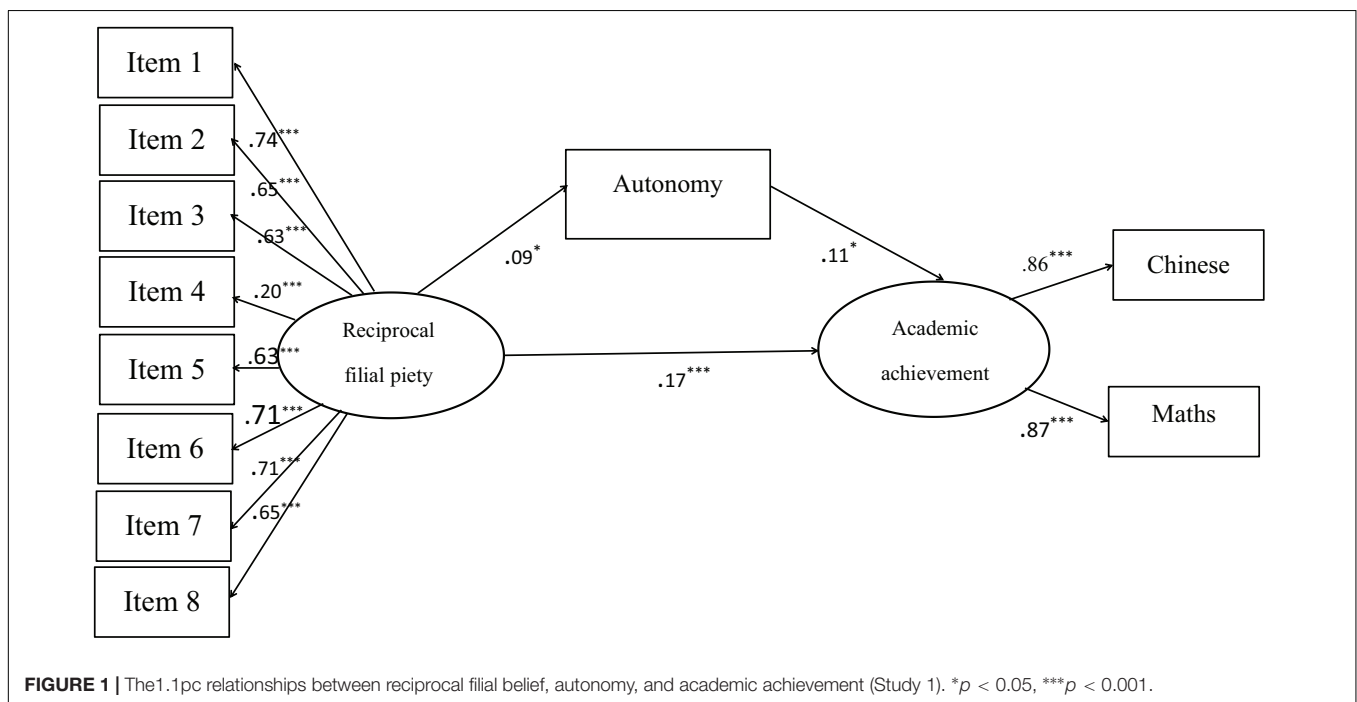 Item 1
Item 2
Item 3
Item 4
Item 5
Item 6
Item 7
Item 8
.74***
.65***
.63***
.20***
.63***
.71***
.71***
.65***
Reciprocal
filial piety
.09*
Autonomy
.11*
.17***
Academic
achievement
.86***
Chinese
.87***
Maths
FIGURE 1 | The1.1pc relationships between reciprocal filial belief, autonomy, and academic achievement (Study 1). *p < 0.05, ***p < 0.001.